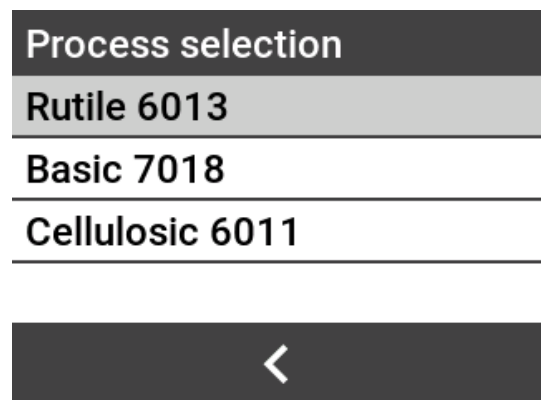 Process selection
Rutile 6013
Basic 7018
Cellulosic 6011